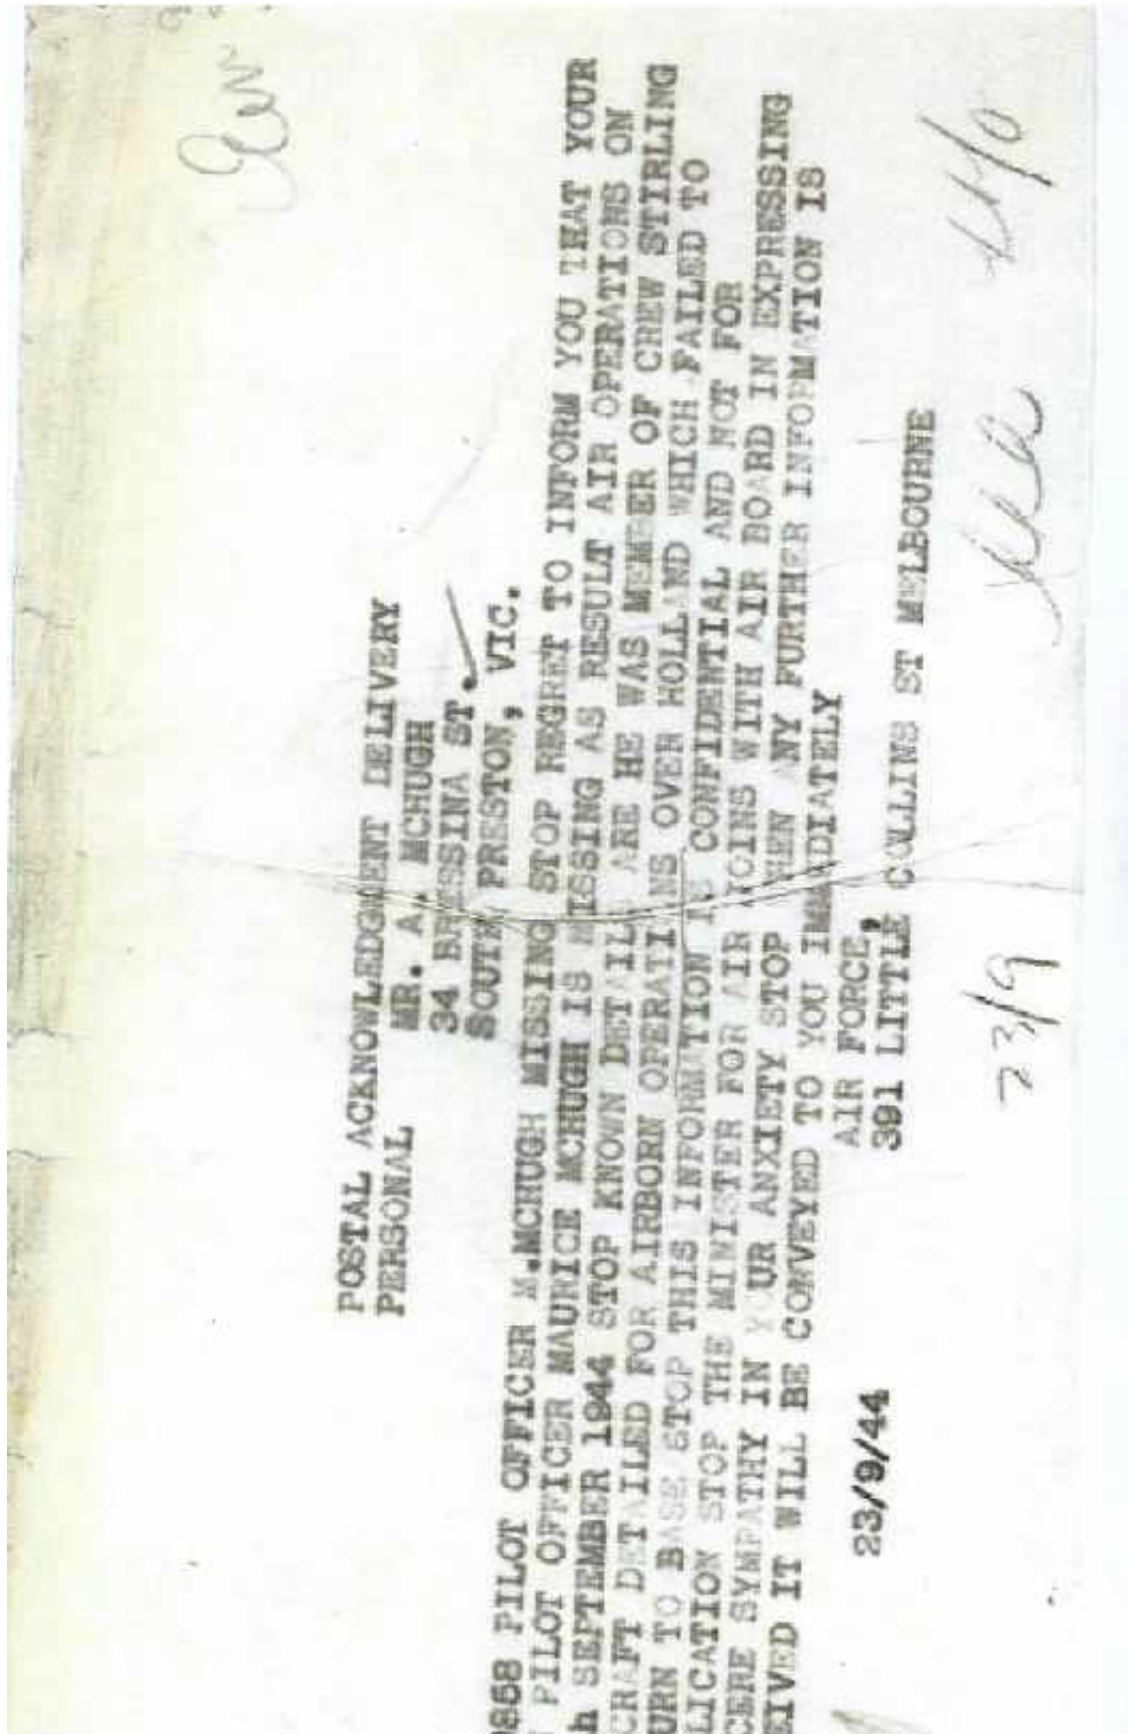 POSTAL ACKNOWLEDGMENT DELIVERY
PERSONAL MR. A. MCHUGH
34 BRESSINA ST.
SOUTH PRESTON, VIC.
9868 PILOT OFFICER M.MCHUGH MISSING STOP REGRET TO INFORM YOU THAT YOUR
PILOT OFFICER MAURICE MCHUGH IS MISSING AS RESULT AIR OPERATIONS ON
h SEPTEMBER 1944 STOP KNOWN DETAIL ARE HE WAS MEMBER OF CREW STIRLING
CRAFT DETAILED FOR AIRBORN OPERATIONS OVER HOLLAND WHICH FAILED TO
URN TO BASE STOP THIS INFORMATION IS CONFIDENTIAL AND NOT FOR
LICATION STOP THE MINISTER FOR AIR JOINS WITH AIR BOARD IN EXPRESSING
CERE SYMPATHY IN YOUR ANXIETY STOP WHEN ANY FURTHER INFORMATION IS
EIVED IT WILL BE CONVEYED TO YOU IMMEDIATELY
AIR FORCE,
23/9/44 391 LITTLE COLLINS ST MELBOURNE
23/9